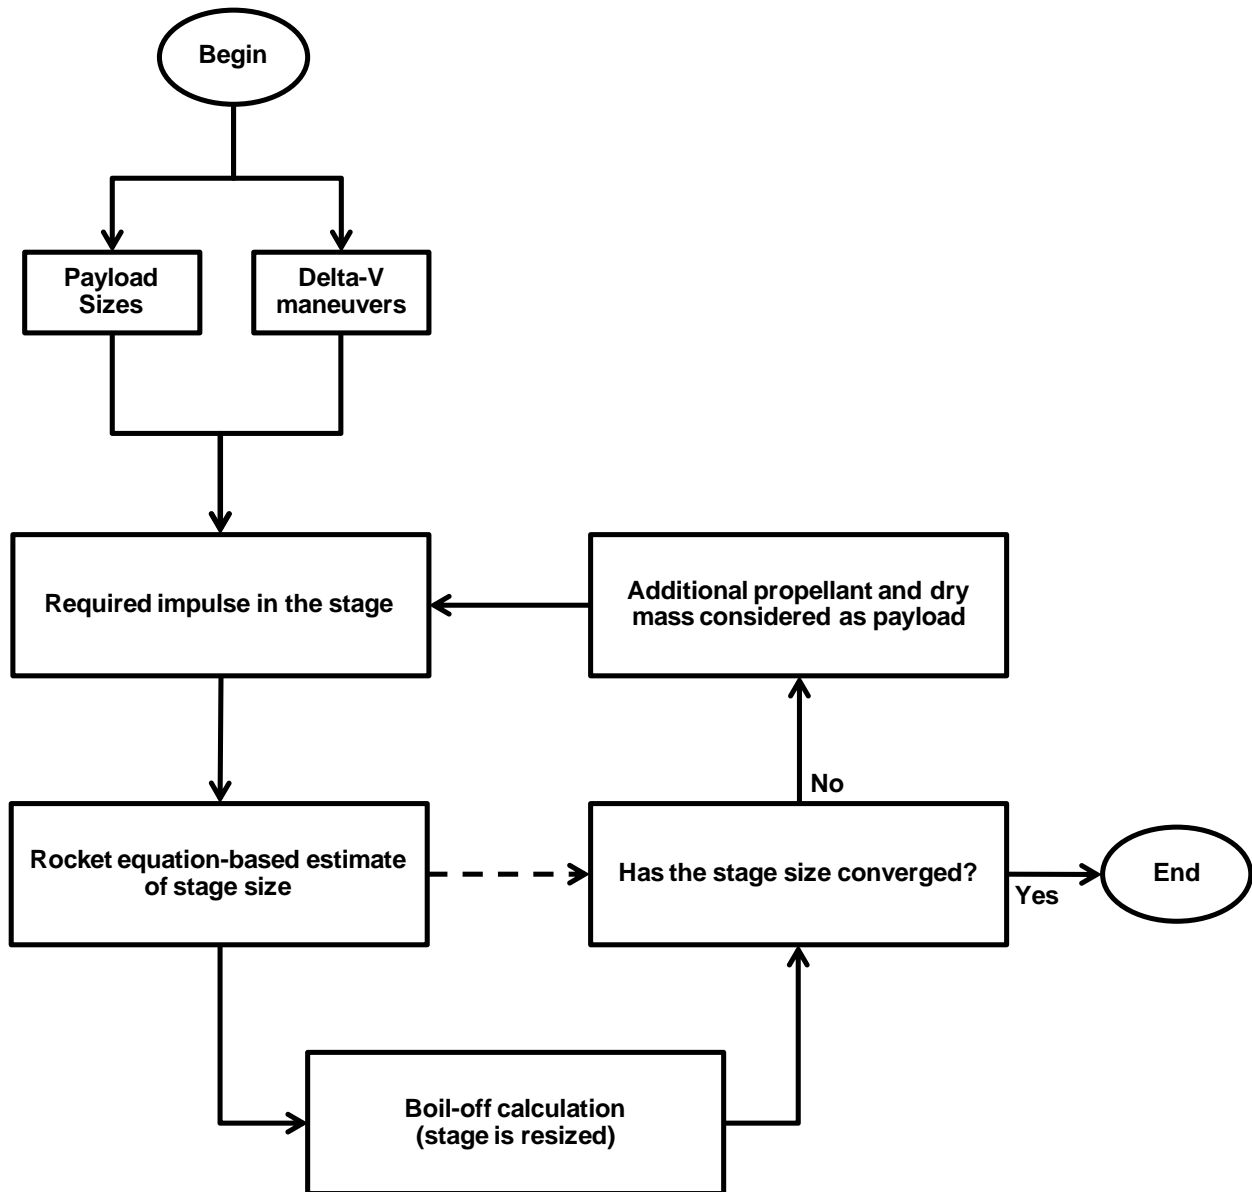 Begin
Payload
Sizes
Delta-V
maneuvers
Required impulse in the stage
Additional propellant and dry
mass considered as payload
No
Rocket equation-based estimate
of stage size
Has the stage size converged?
Yes
End
Boil-off calculation
(stage is resized)